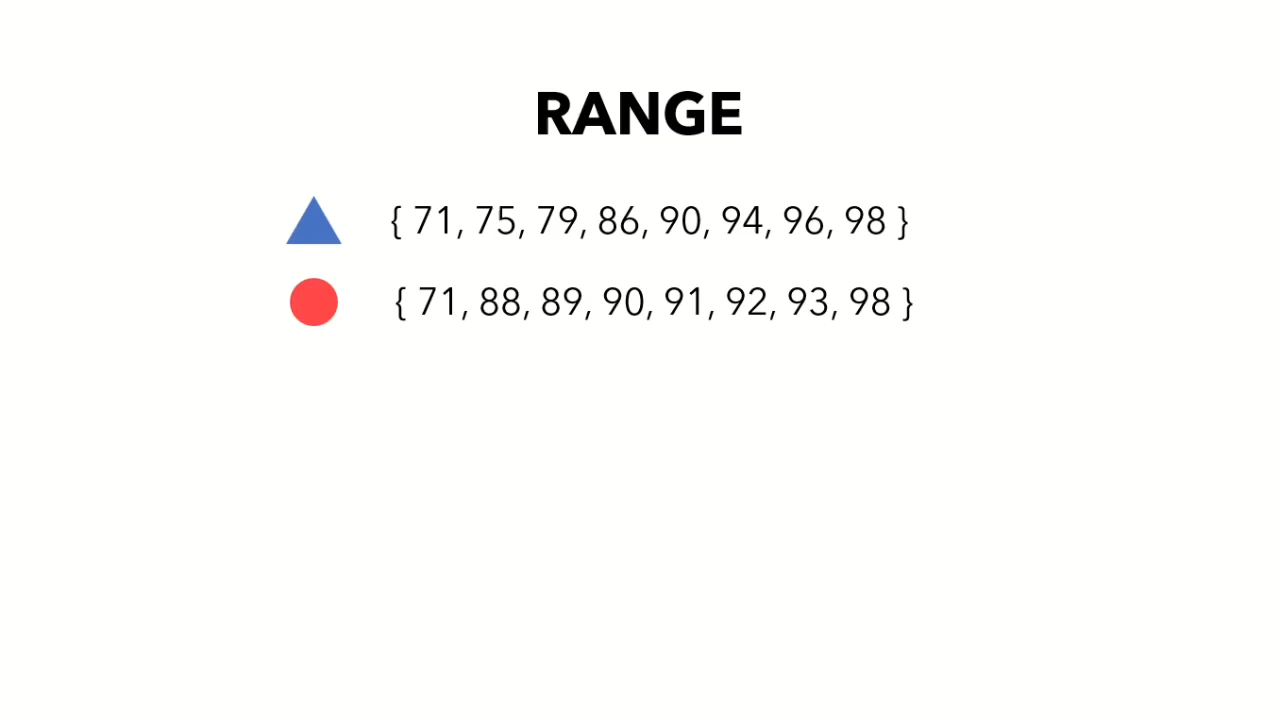 RANGE
{ 71, 75, 79, 86, 90, 94, 96, 98 }
{ 71, 88, 89, 90, 91, 92, 93, 98 }